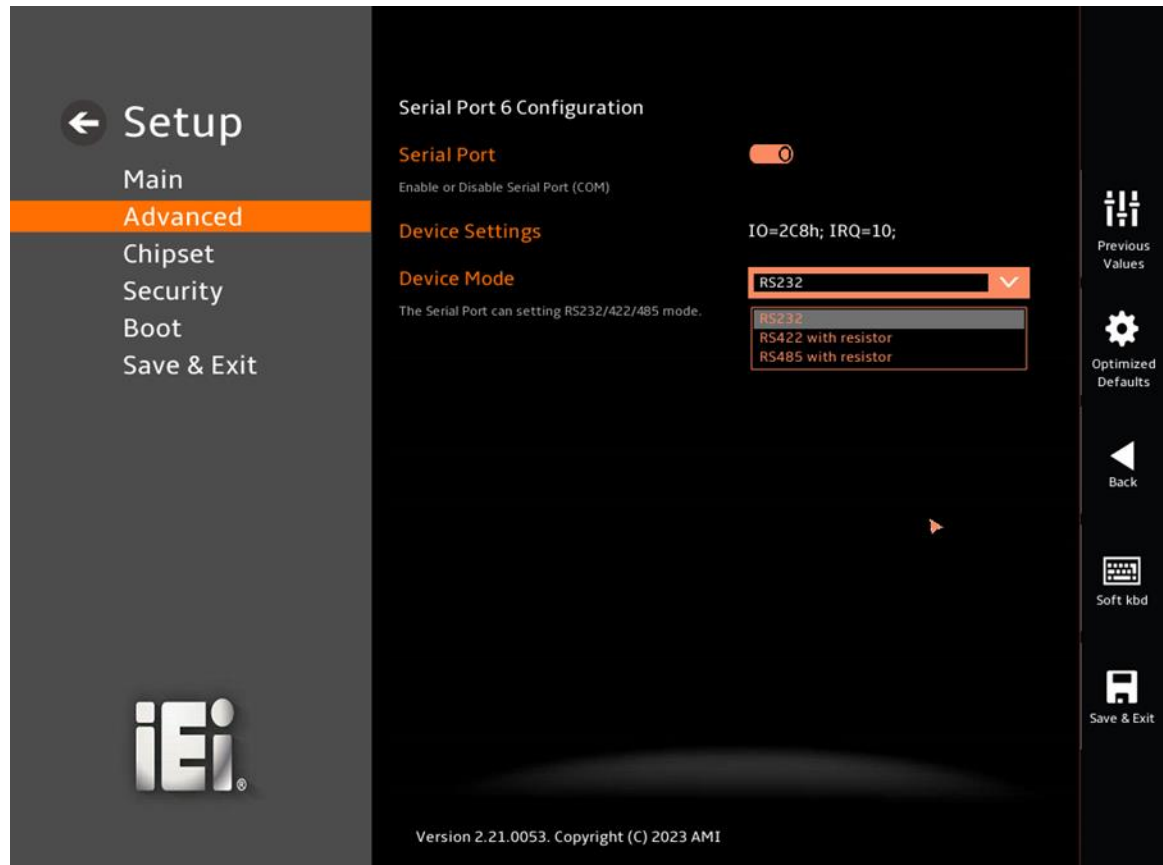 Setup
Main
Advanced
Chipset
Security
Boot
Save & Exit
iEi®
Serial Port 6 Configuration
Serial Port
Enable or Disable Serial Port (COM)
Device Settings
IO=2C8h; IRQ=10;
Device Mode
RS232
The Serial Port can setting RS232/422/485 mode.
RS232
RS422 with resistor
RS485 with resistor
Version 2.21.0053. Copyright (C) 2023 AMI
Previous
Values
Optimized
Defaults
Back
Soft kbd
Save & Exit